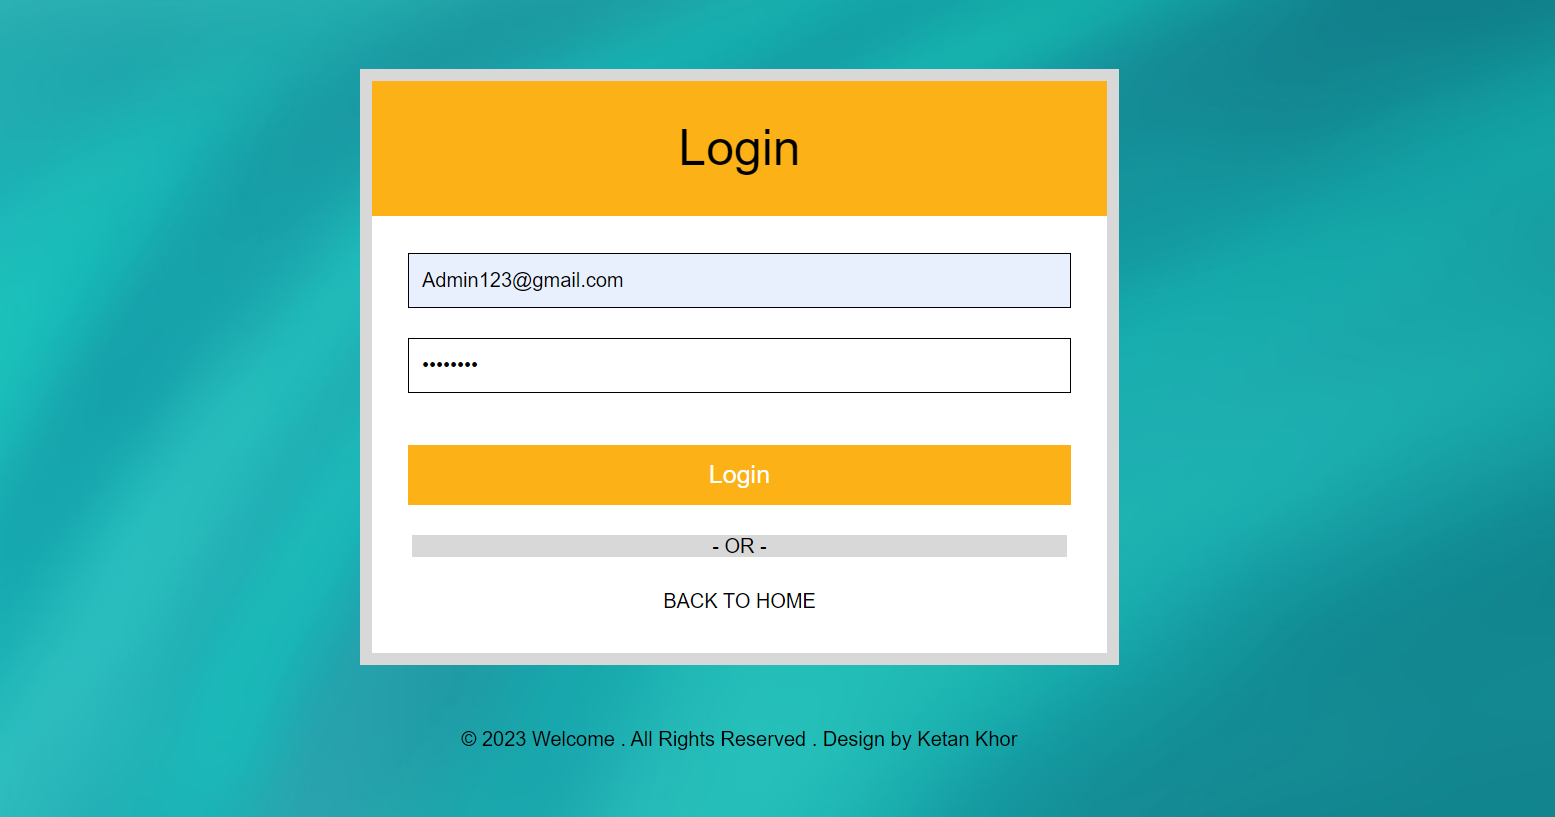 Login
Admin123@gmail.com
••••••••
Login
- OR -
BACK TO HOME
© 2023 Welcome . All Rights Reserved . Design by Ketan Khor